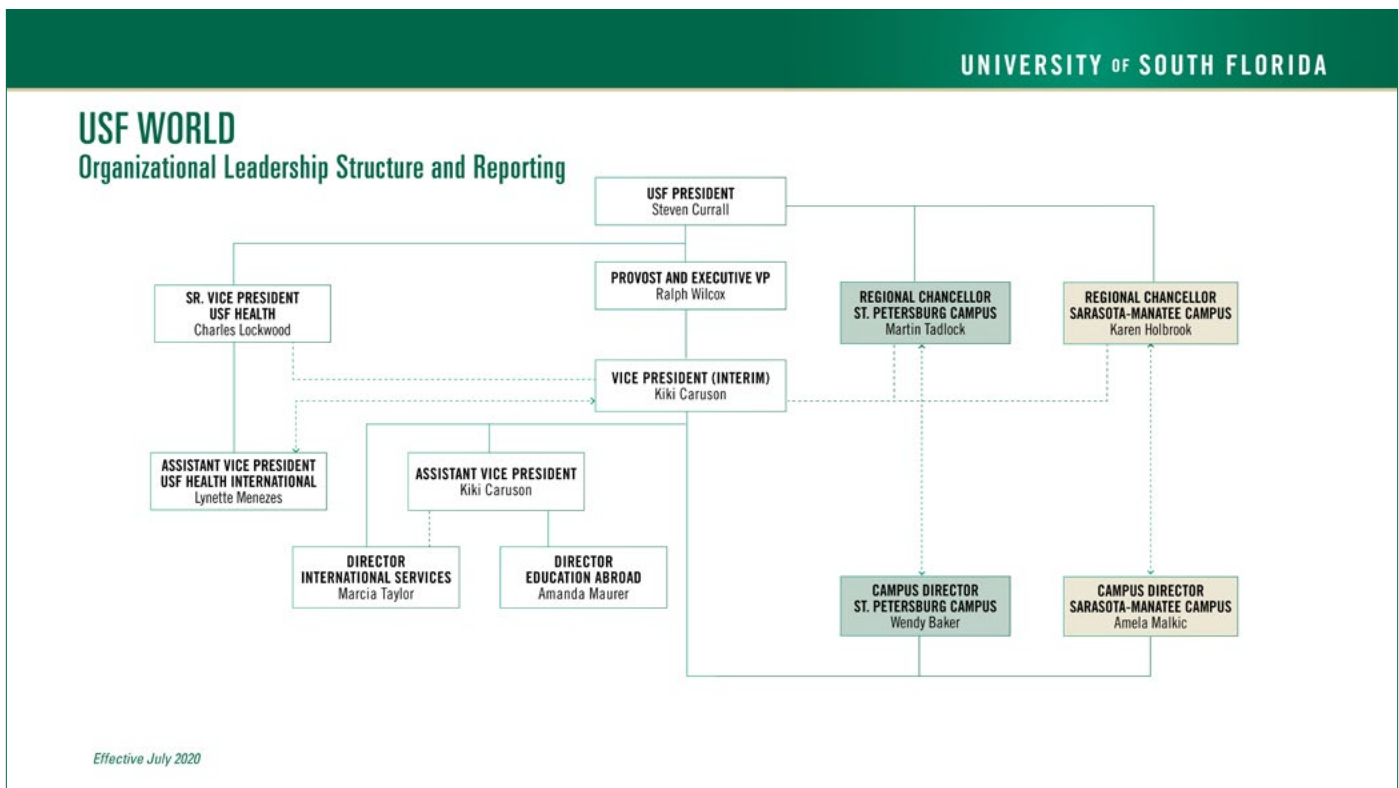 UNIVERSITY OF SOUTH FLORIDA
USF WORLD
Organizational Leadership Structure and Reporting
USF PRESIDENT
Steven Currall
PROVOST AND EXECUTIVE VP
Ralph Wilcox
SR. VICE PRESIDENT
USF HEALTH
Charles Lockwood
REGIONAL CHANCELLOR
ST. PETERSBURG CAMPUS
Martin Tadlock
REGIONAL CHANCELLOR
SARASOTA-MANATEE CAMPUS
Karen Holbrook
VICE PRESIDENT (INTERIM)
Kiki Caruson
ASSISTANT VICE PRESIDENT
USF HEALTH INTERNATIONAL
Lynette Menezes
ASSISTANT VICE PRESIDENT
Kiki Caruson
DIRECTOR
INTERNATIONAL SERVICES
Marcia Taylor
DIRECTOR
EDUCATION ABROAD
Amanda Maurer
CAMPUS DIRECTOR
ST. PETERSBURG CAMPUS
Wendy Baker
CAMPUS DIRECTOR
SARASOTA-MANATEE CAMPUS
Amela Malkic
Effective July 2020